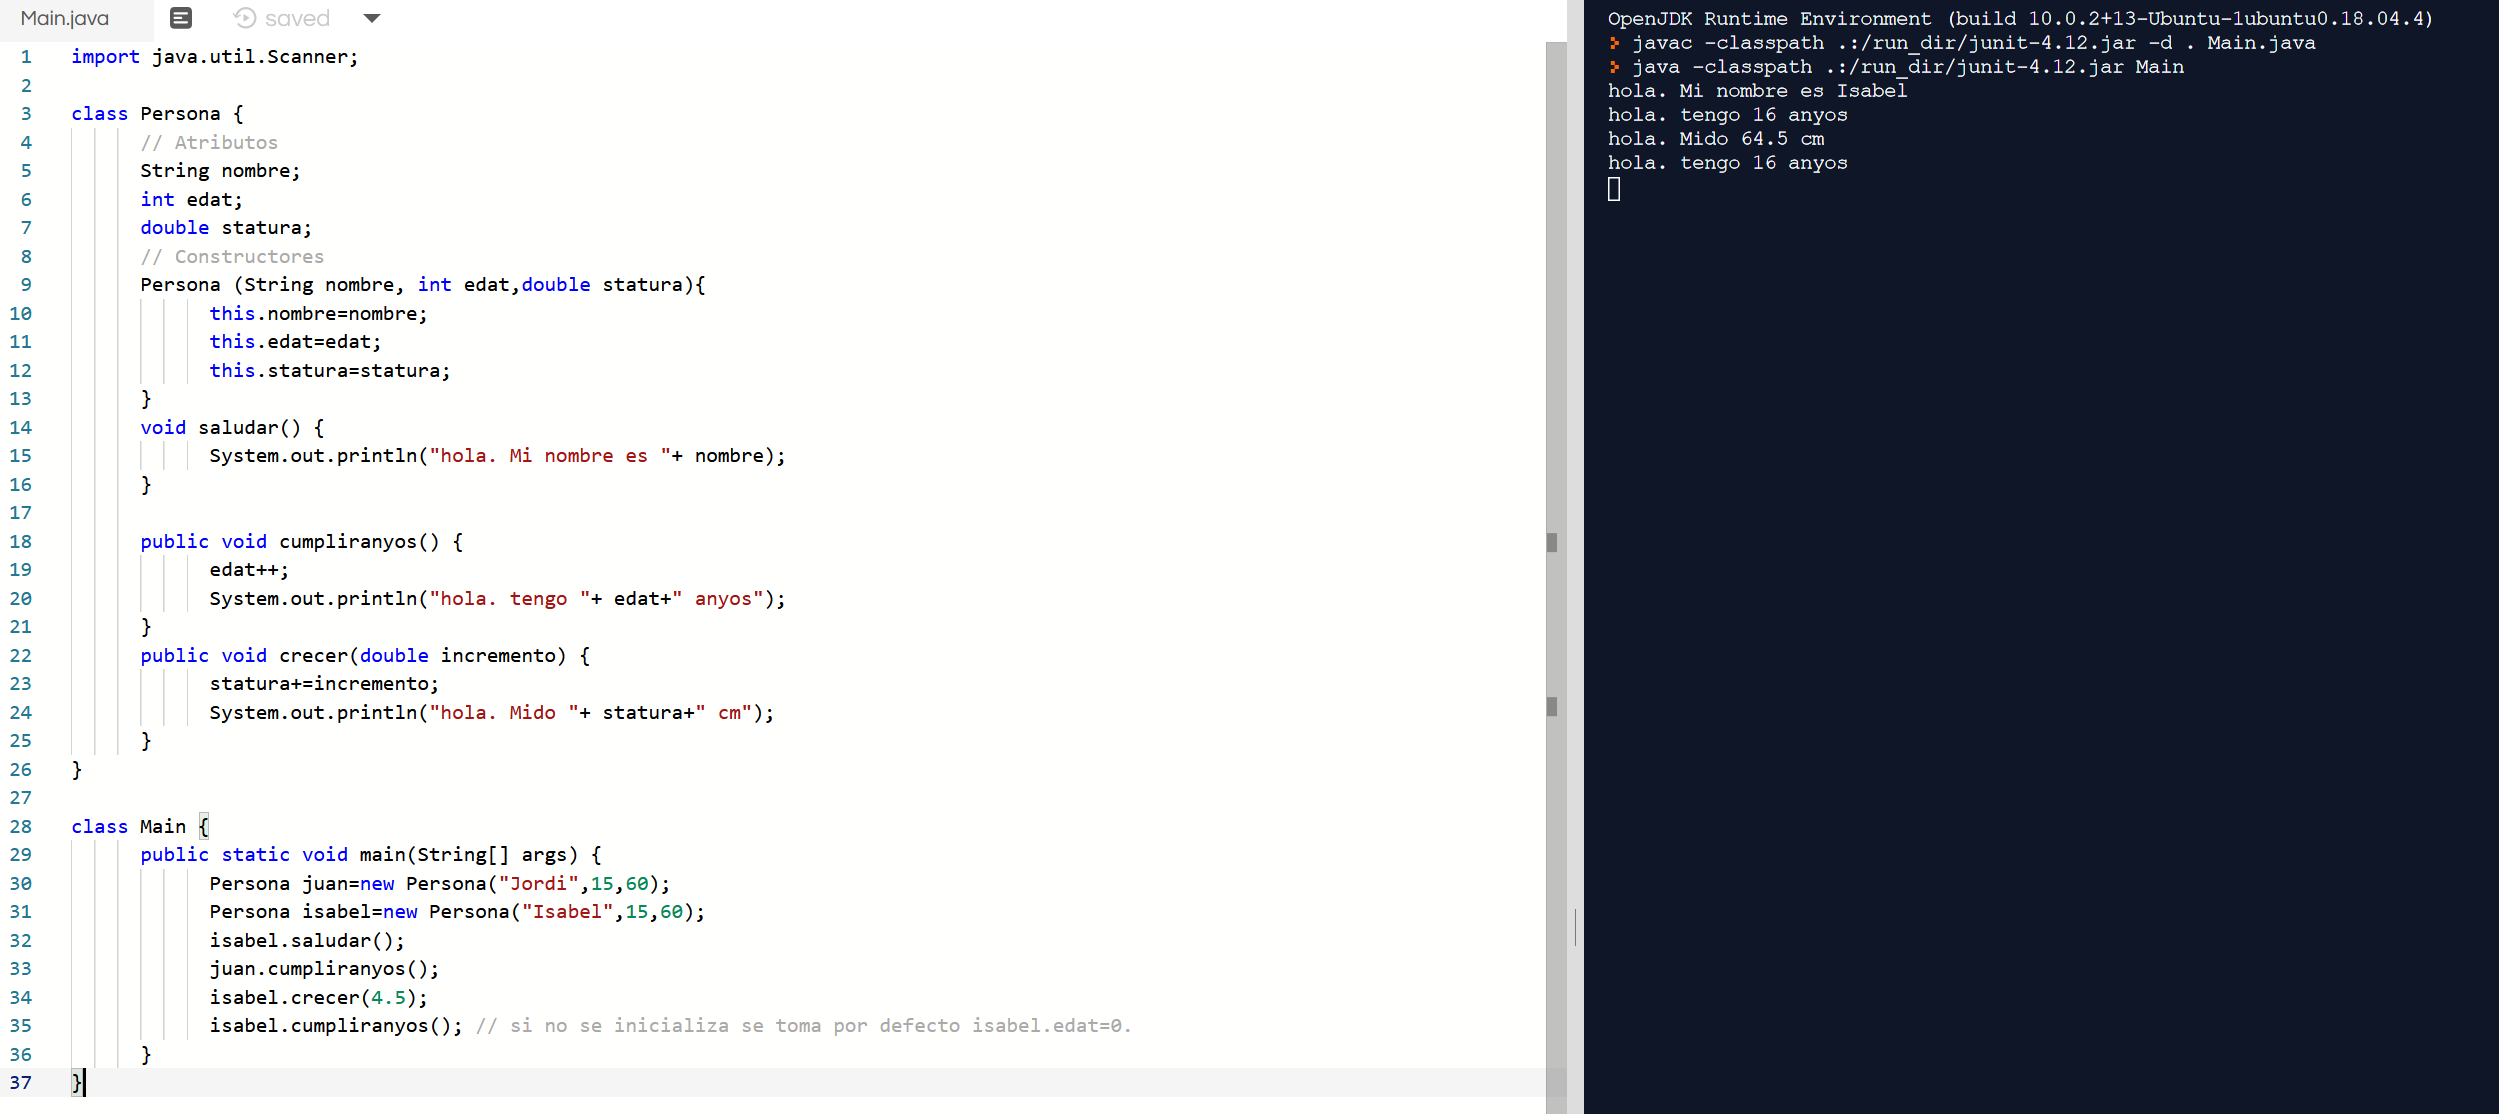 Main.java saved
1 import java.util.Scanner;
2
3 class Persona {
4 // Atributos
5 String nombre;
6 int edat;
7 double statura;
8 // Constructores
9 Persona (String nombre, int edat,double statura){
10 this.nombre=nombre;
11 this.edat=edat;
12 this.statura=statura;
13 }
14 void saludar() {
15 System.out.println("hola. Mi nombre es "+ nombre);
16 }
17
18 public void cumpliranyos() {
19 edat++;
20 System.out.println("hola. tengo "+ edat+" anyos");
21 }
22 public void crecer(double incremento) {
23 statura+=incremento;
24 System.out.println("hola. Mido "+ statura+" cm");
25 }
26 }
27
28 class Main {
29 public static void main(String[] args) {
30 Persona juan=new Persona("Jordi",15,60);
31 Persona isabel=new Persona("Isabel",15,60);
32 isabel.saludar();
33 juan.cumpliranyos();
34 isabel.crecer(4.5);
35 isabel.cumpliranyos(); // si no se inicializa se toma por defecto isabel.edat=0.
36 }
37 }
OpenJDK Runtime Environment (build 10.0.2+13-Ubuntu-1ubuntu0.18.04.4)
javac -classpath .:/run_dir/junit-4.12.jar -d . Main.java
java -classpath .:/run_dir/junit-4.12.jar Main
hola. Mi nombre es Isabel
hola. tengo 16 anyos
hola. Mido 64.5 cm
hola. tengo 16 anyos